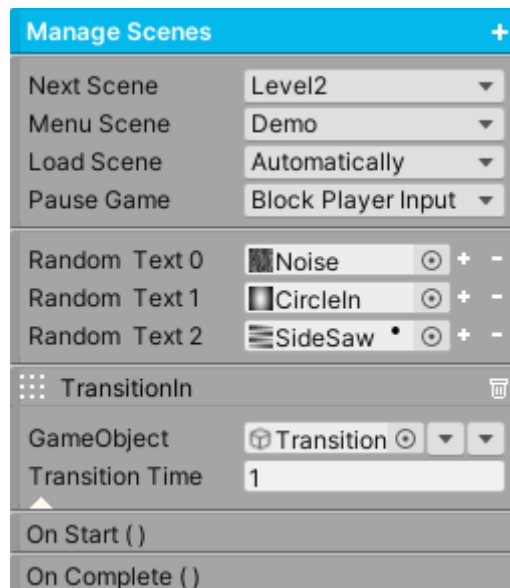 Manage Scenes +
Next Scene Level2
Menu Scene Demo
Load Scene Automatically
Pause Game Block Player Input
Random Text 0 Noise + -
Random Text 1 CircleIn + -
Random Text 2 SideSaw + -
TransitionIn
GameObject Transition
Transition Time 1
On Start ( )
On Complete ( )